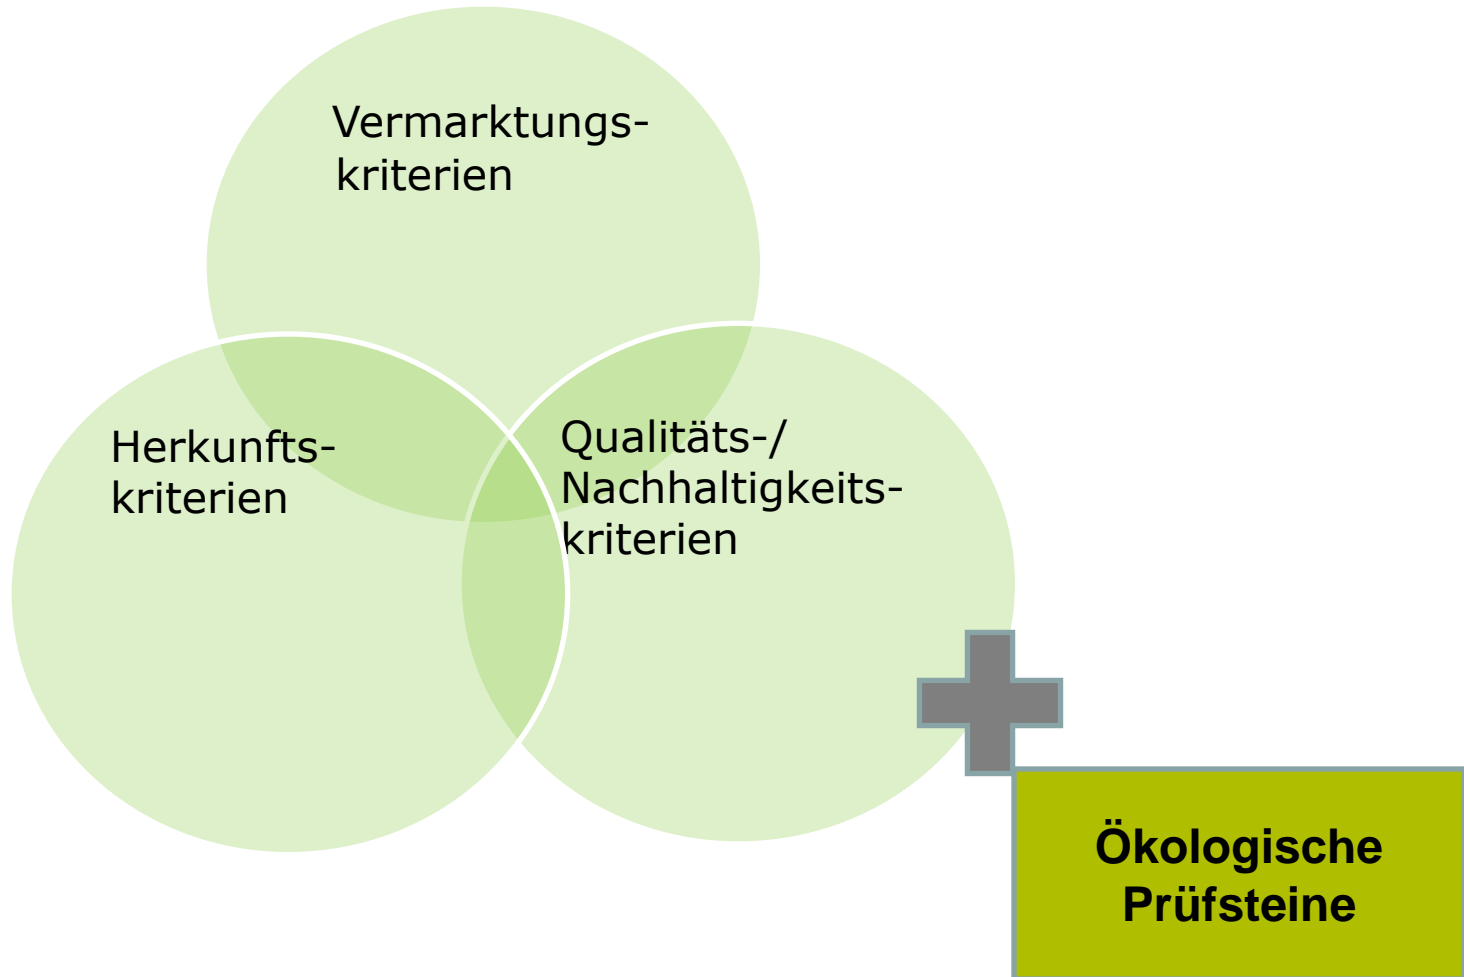 Vermarktungs-
kriterien
Herkunfts-
kriterien
Qualitäts-/
Nachhaltigkeits-
kriterien
Ökologische
Prüfsteine